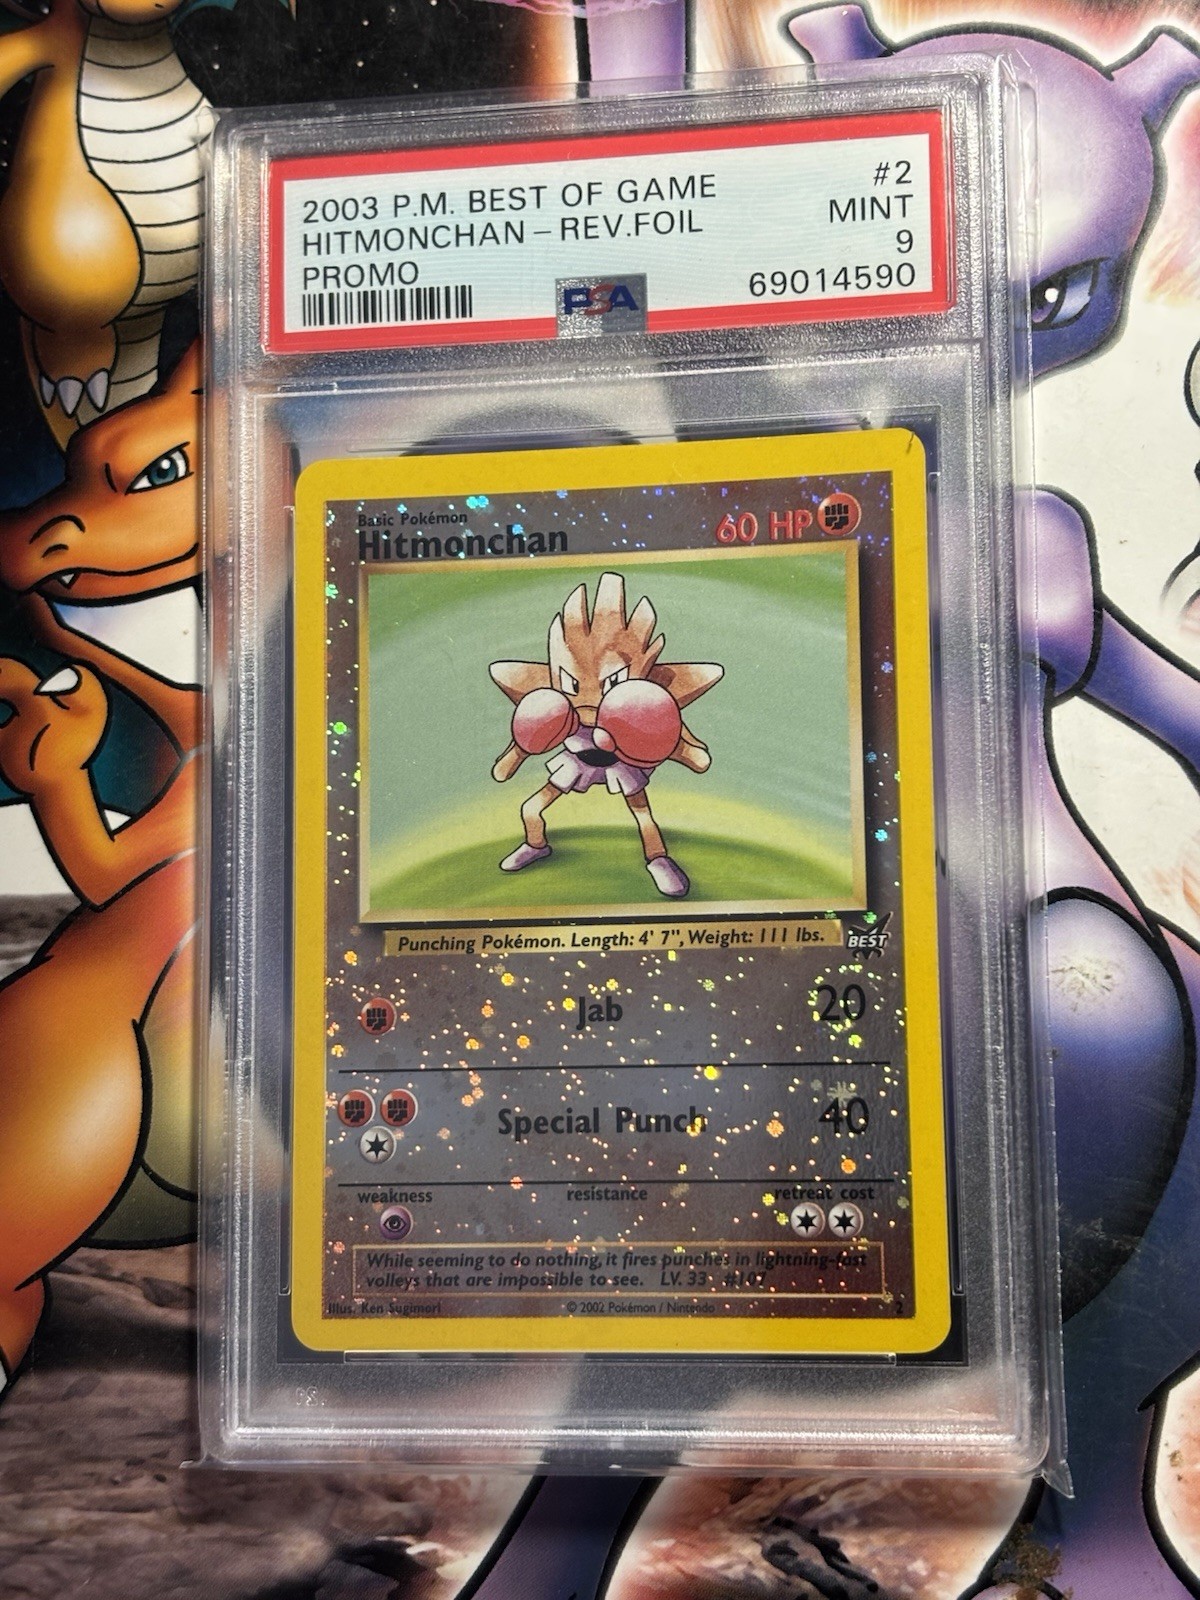 2003 P.M. BEST OF GAME #2
HITMONCHAN – REV.FOIL MINT
PROMO 9
PSA 69014590
Basic Pokémon
Hitmonchan 60 HP
Punching Pokémon. Length: 4' 7", Weight: 111 lbs.
BEST
Jab 20
Special Punch 40
weakness resistance retreat cost
While seeming to do nothing, it fires punches in lightning-fast
volleys that are impossible to see. LV. 33 #107
Illus. Ken Sugimori © 2002 Pokémon / Nintendo 2